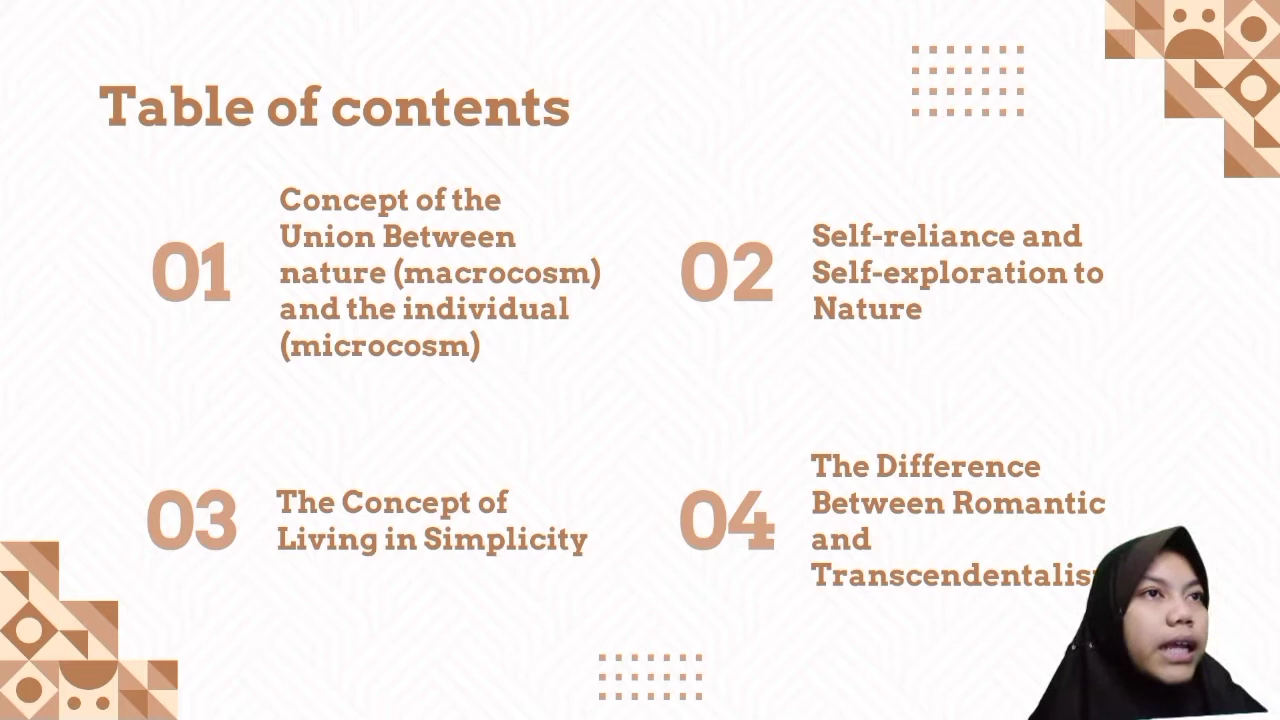 Table of contents
01
Concept of the
Union Between
nature (macrocosm)
and the individual
(microcosm)
02
Self-reliance and
Self-exploration to
Nature
03
The Concept of
Living in Simplicity
04
The Difference
Between Romantic
and